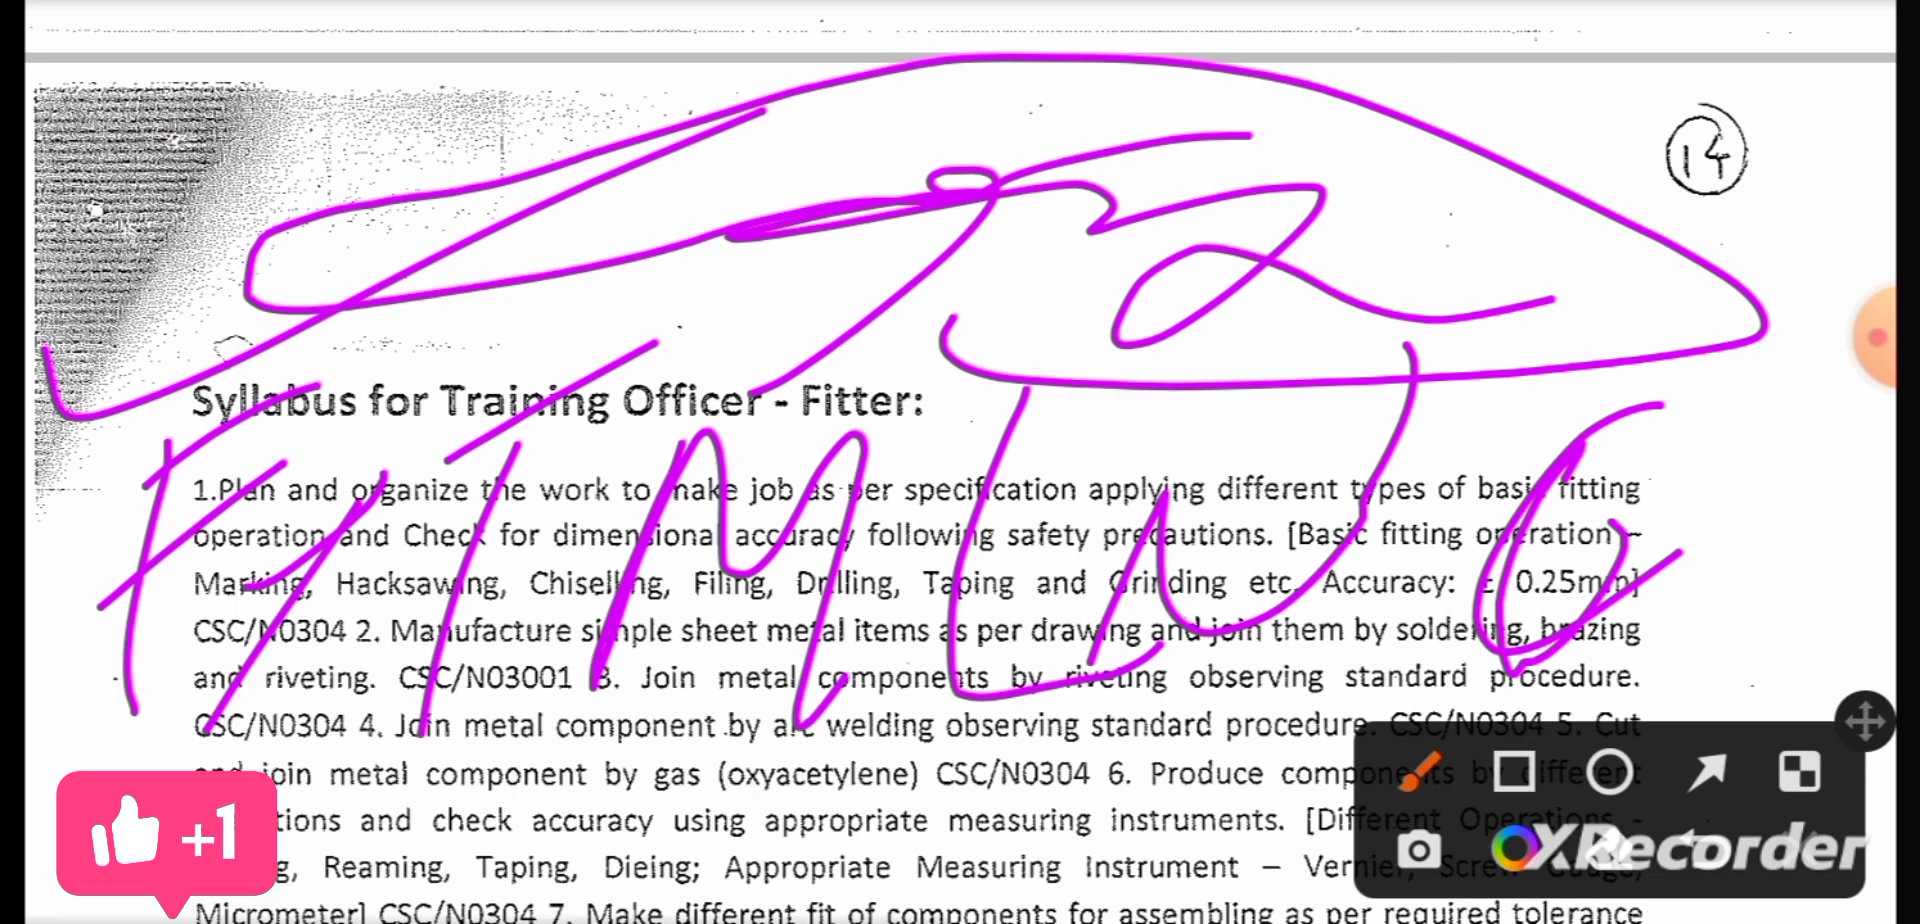 14
Syllabus for Training Officer - Fitter:
1.Plan and organize the work to make job as per specification applying different types of basic fitting
operation and Check for dimensional accuracy following safety precautions. [Basic fitting operation –
Marking, Hacksawing, Chiselling, Filing, Drilling, Taping and Grinding etc. Accuracy: ± 0.25mm]
CSC/N0304 2. Manufacture simple sheet metal items as per drawing and join them by soldering, brazing
and riveting. CSC/N03001 3. Join metal components by riveting observing standard procedure.
CSC/N0304 4. Join metal component by arc welding observing standard procedure. CSC/N0304 5. Cut
and join metal component by gas (oxyacetylene) CSC/N0304 6. Produce components by different
and check accuracy using appropriate measuring instruments. [Different Operations -
Reaming, Taping, Dieing; Appropriate Measuring Instrument – Vernier, Screw Gauge,
Micrometer] CSC/N0304 7. Make different fit of components for assembling as per required tolerance
+1
XRecorder